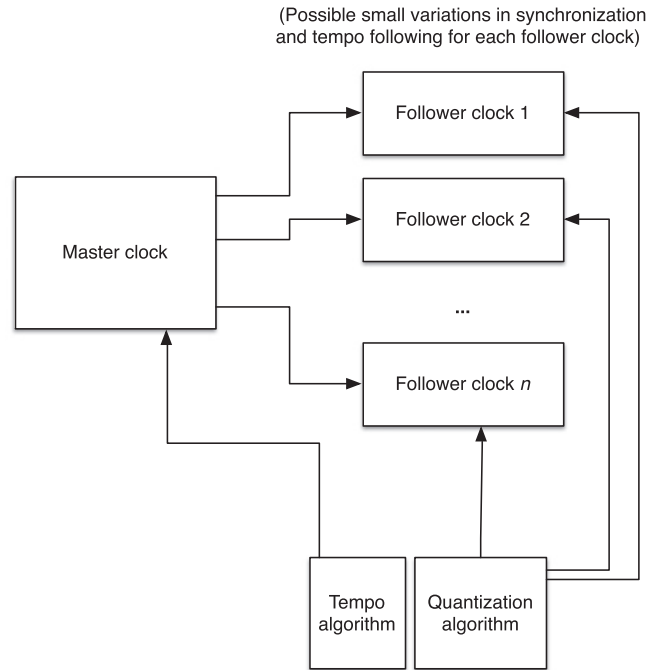 (Possible small variations in synchronization
and tempo following for each follower clock)
Follower clock 1
Master clock
Follower clock 2
...
Follower clock n
Tempo
algorithm
Quantization
algorithm